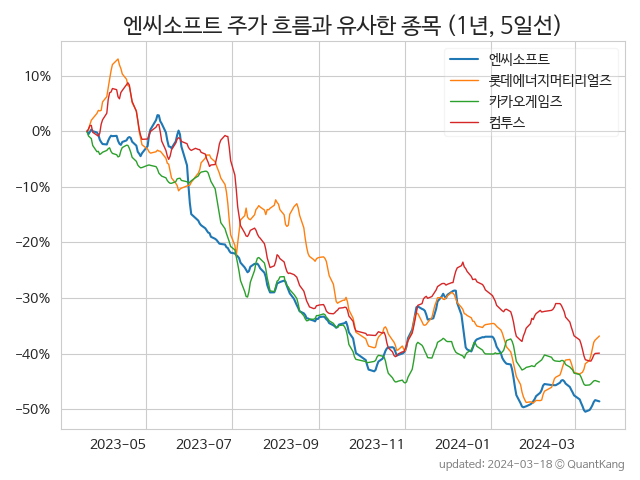 엔씨소프트 주가 흐름과 유사한 종목 (1년, 5일선)
엔씨소프트
롯데에너지머티리얼즈
카카오게임즈
컴투스
10%
0%
−10%
−20%
−30%
−40%
−50%
2023-05 2023-07 2023-09 2023-11 2024-01 2024-03
updated: 2024-03-18 © QuantKang